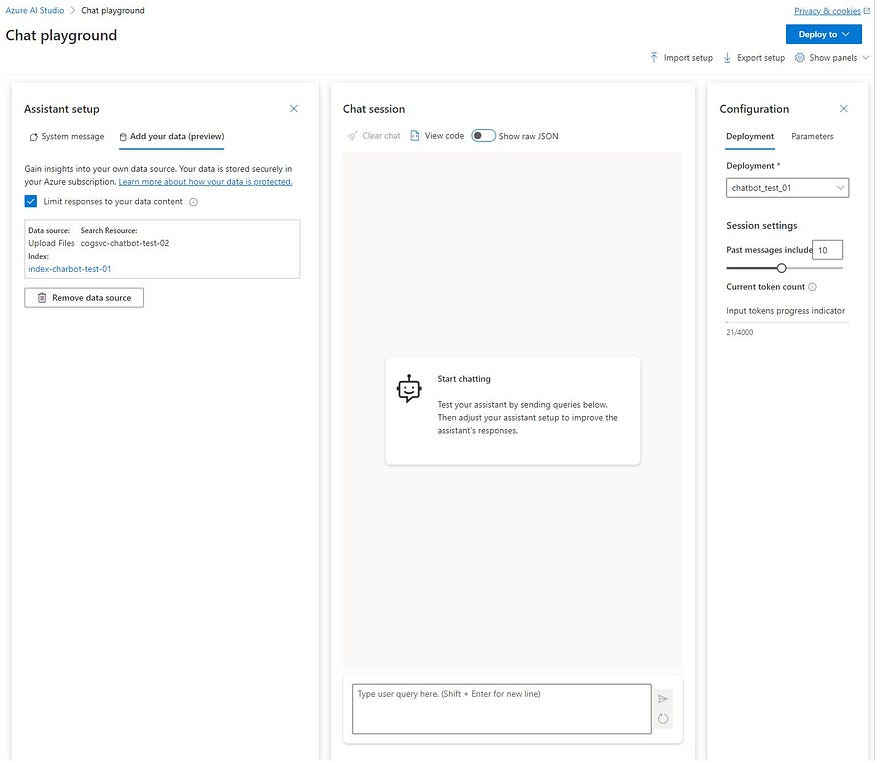 Azure AI Studio > Chat playground
Privacy & cookies
Chat playground
Deploy to
Import setup Export setup Show panels
Assistant setup
System message Add your data (preview)
Gain insights into your own data source. Your data is stored securely in
your Azure subscription. Learn more about how your data is protected.
Limit responses to your data content
Data source: Search Resource:
Upload Files cogsvc-chatbot-test-02
Index:
index-charbot-test-01
Remove data source
Chat session
Clear chat View code Show raw JSON
Start chatting
Test your assistant by sending queries below.
Then adjust your assistant setup to improve the
assistant's responses.
Type user query here. (Shift + Enter for new line)
Configuration
Deployment Parameters
Deployment *
chatbot_test_01
Session settings
Past messages include 10
Current token count
Input tokens progress indicator
21/4000